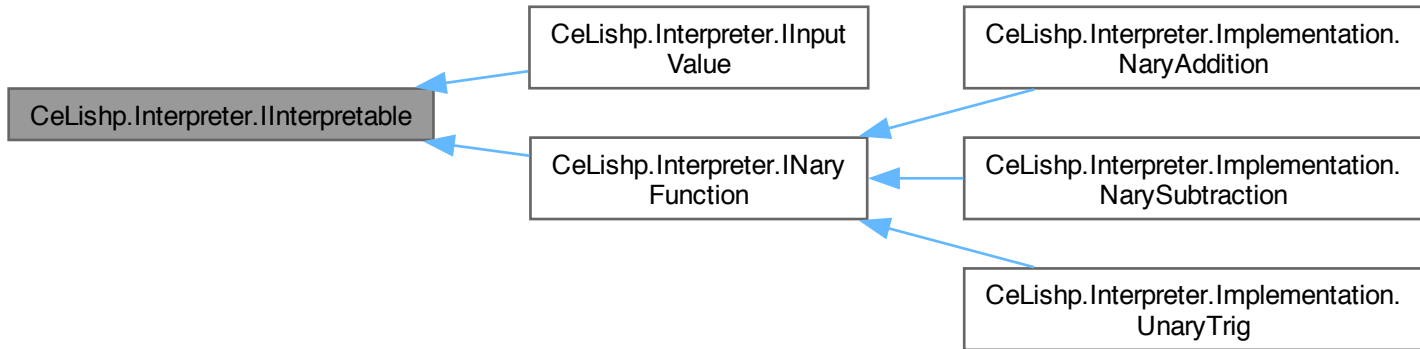 CeLishp.Interpreter.IInterpretable
CeLishp.Interpreter.IInput
Value
CeLishp.Interpreter.INary
Function
CeLishp.Interpreter.Implementation.
NaryAddition
CeLishp.Interpreter.Implementation.
NarySubtraction
CeLishp.Interpreter.Implementation.
UnaryTrig